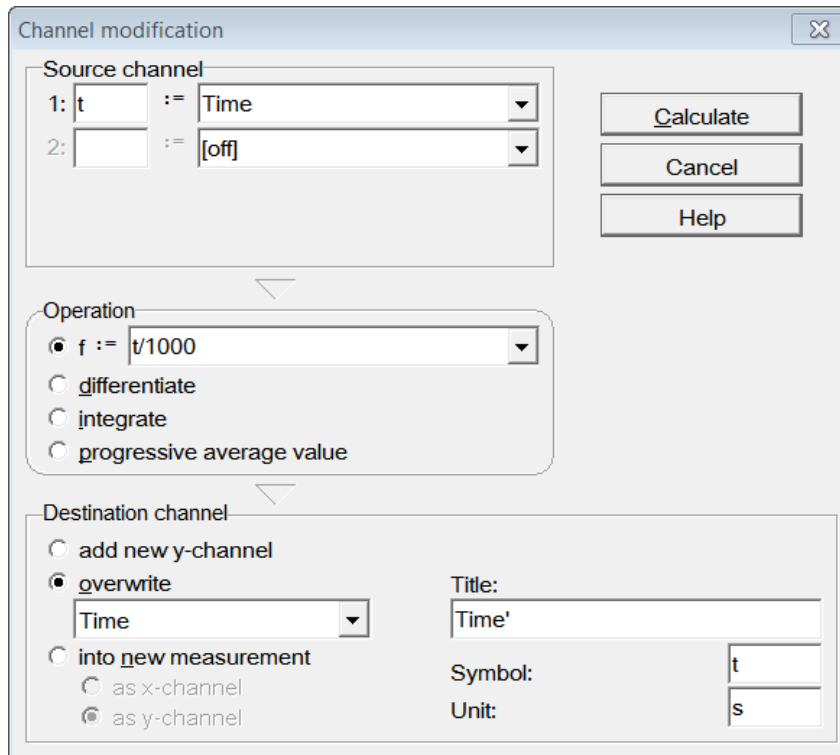 Channel modification
Source channel
1: t := Time
2: := [off]
Calculate
Cancel
Help
Operation
f := t/1000
differentiate
integrate
progressive average value
Destination channel
add new y-channel
overwrite
Time
into new measurement
as x-channel
as y-channel
Title:
Time'
Symbol: t
Unit: s